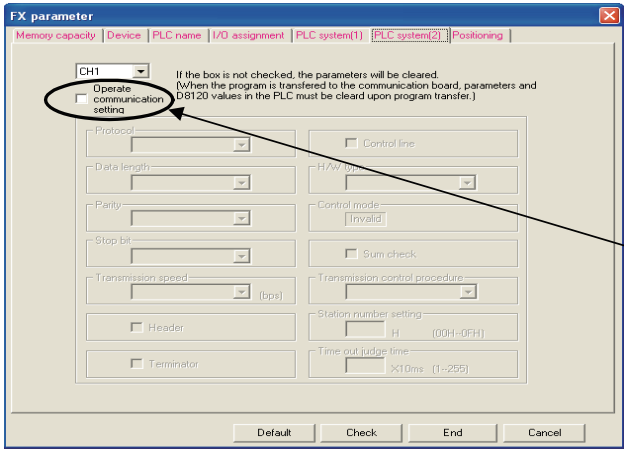 FX parameter
Memory capacity Device PLC name I/O assignment PLC system(1) PLC system(2) Positioning
CH1
If the box is not checked, the parameters will be cleared.
(When the program is transfered to the communication board, parameters and
D8120 values in the PLC must be cleard upon program transfer.)
Operate
communication
setting
Protocol
Control line
Data length
H/W type
Parity
Control mode
Invalid
Stop bit
Sum check
Transmission speed
(bps)
Transmission control procedure
Header
Station number setting
H (00H--0FH)
Terminator
Time out judge time
X10ms (1--255)
Default Check End Cancel